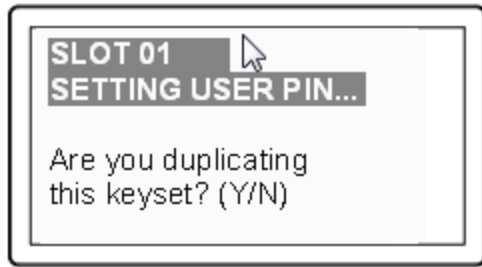 SLOT 01
SETTING USER PIN...
Are you duplicating
this keyset? (Y/N)